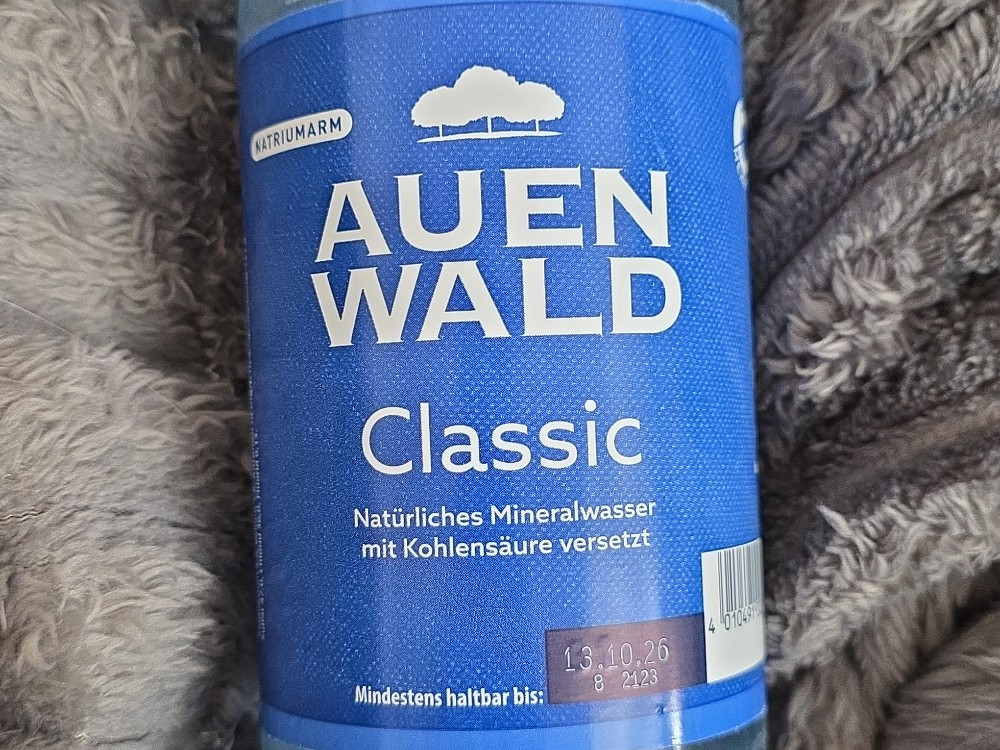 NATRIUMARM
AUEN
WALD
Classic
Natürliches Mineralwasser
mit Kohlensäure versetzt
13.10.26
8 2123
Mindestens haltbar bis: